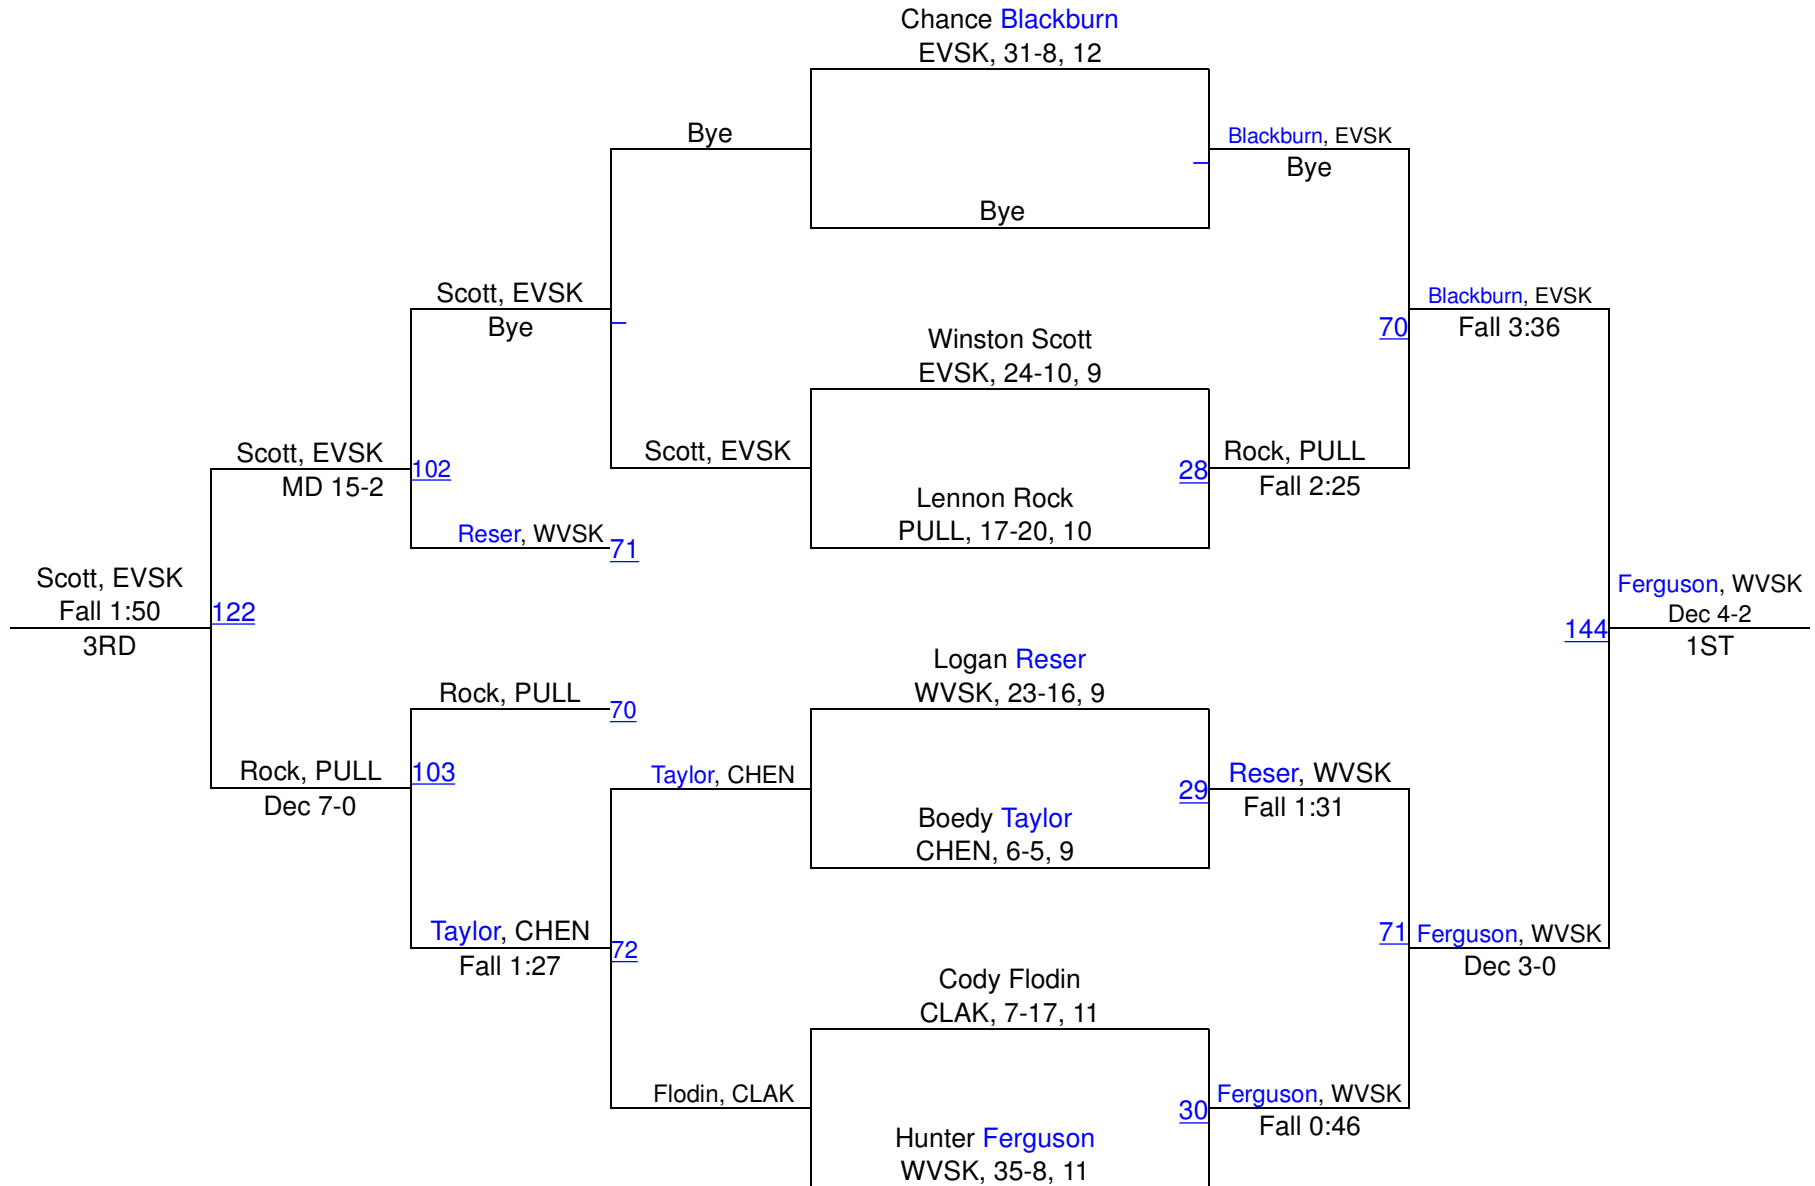 Chance Blackburn
EVSK, 31-8, 12
Bye
Blackburn, EVSK
Bye
Bye
Scott, EVSK
Bye
Blackburn, EVSK
70
Fall 3:36
Winston Scott
EVSK, 24-10, 9
Scott, EVSK
MD 15-2
102
Scott, EVSK
28
Rock, PULL
Fall 2:25
Lennon Rock
PULL, 17-20, 10
Reser, WVSK
71
Scott, EVSK
Fall 1:50
3RD
122
Ferguson, WVSK
Dec 4-2
1ST
144
Logan Reser
WVSK, 23-16, 9
Rock, PULL
70
Rock, PULL
Dec 7-0
103
Taylor, CHEN
29
Reser, WVSK
Fall 1:31
Boedy Taylor
CHEN, 6-5, 9
Taylor, CHEN
Fall 1:27
72
71
Ferguson, WVSK
Dec 3-0
Cody Flodin
CLAK, 7-17, 11
Flodin, CLAK
30
Ferguson, WVSK
Fall 0:46
Hunter Ferguson
WVSK, 35-8, 11